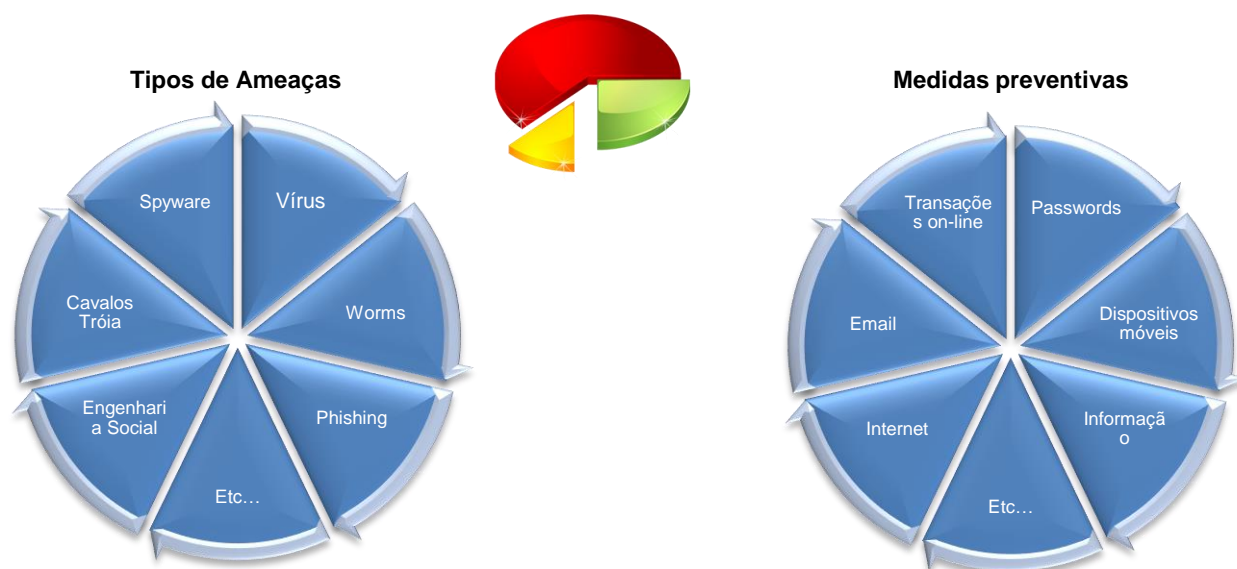 Tipos de Ameaças
Spyware
Vírus
Cavalos
Tróia
Worms
Engenhari
a Social
Phishing
Etc…
Medidas preventivas
Transaçõe
s on-line
Passwords
Email
Dispositivos
móveis
Internet
Informaçã
o
Etc…